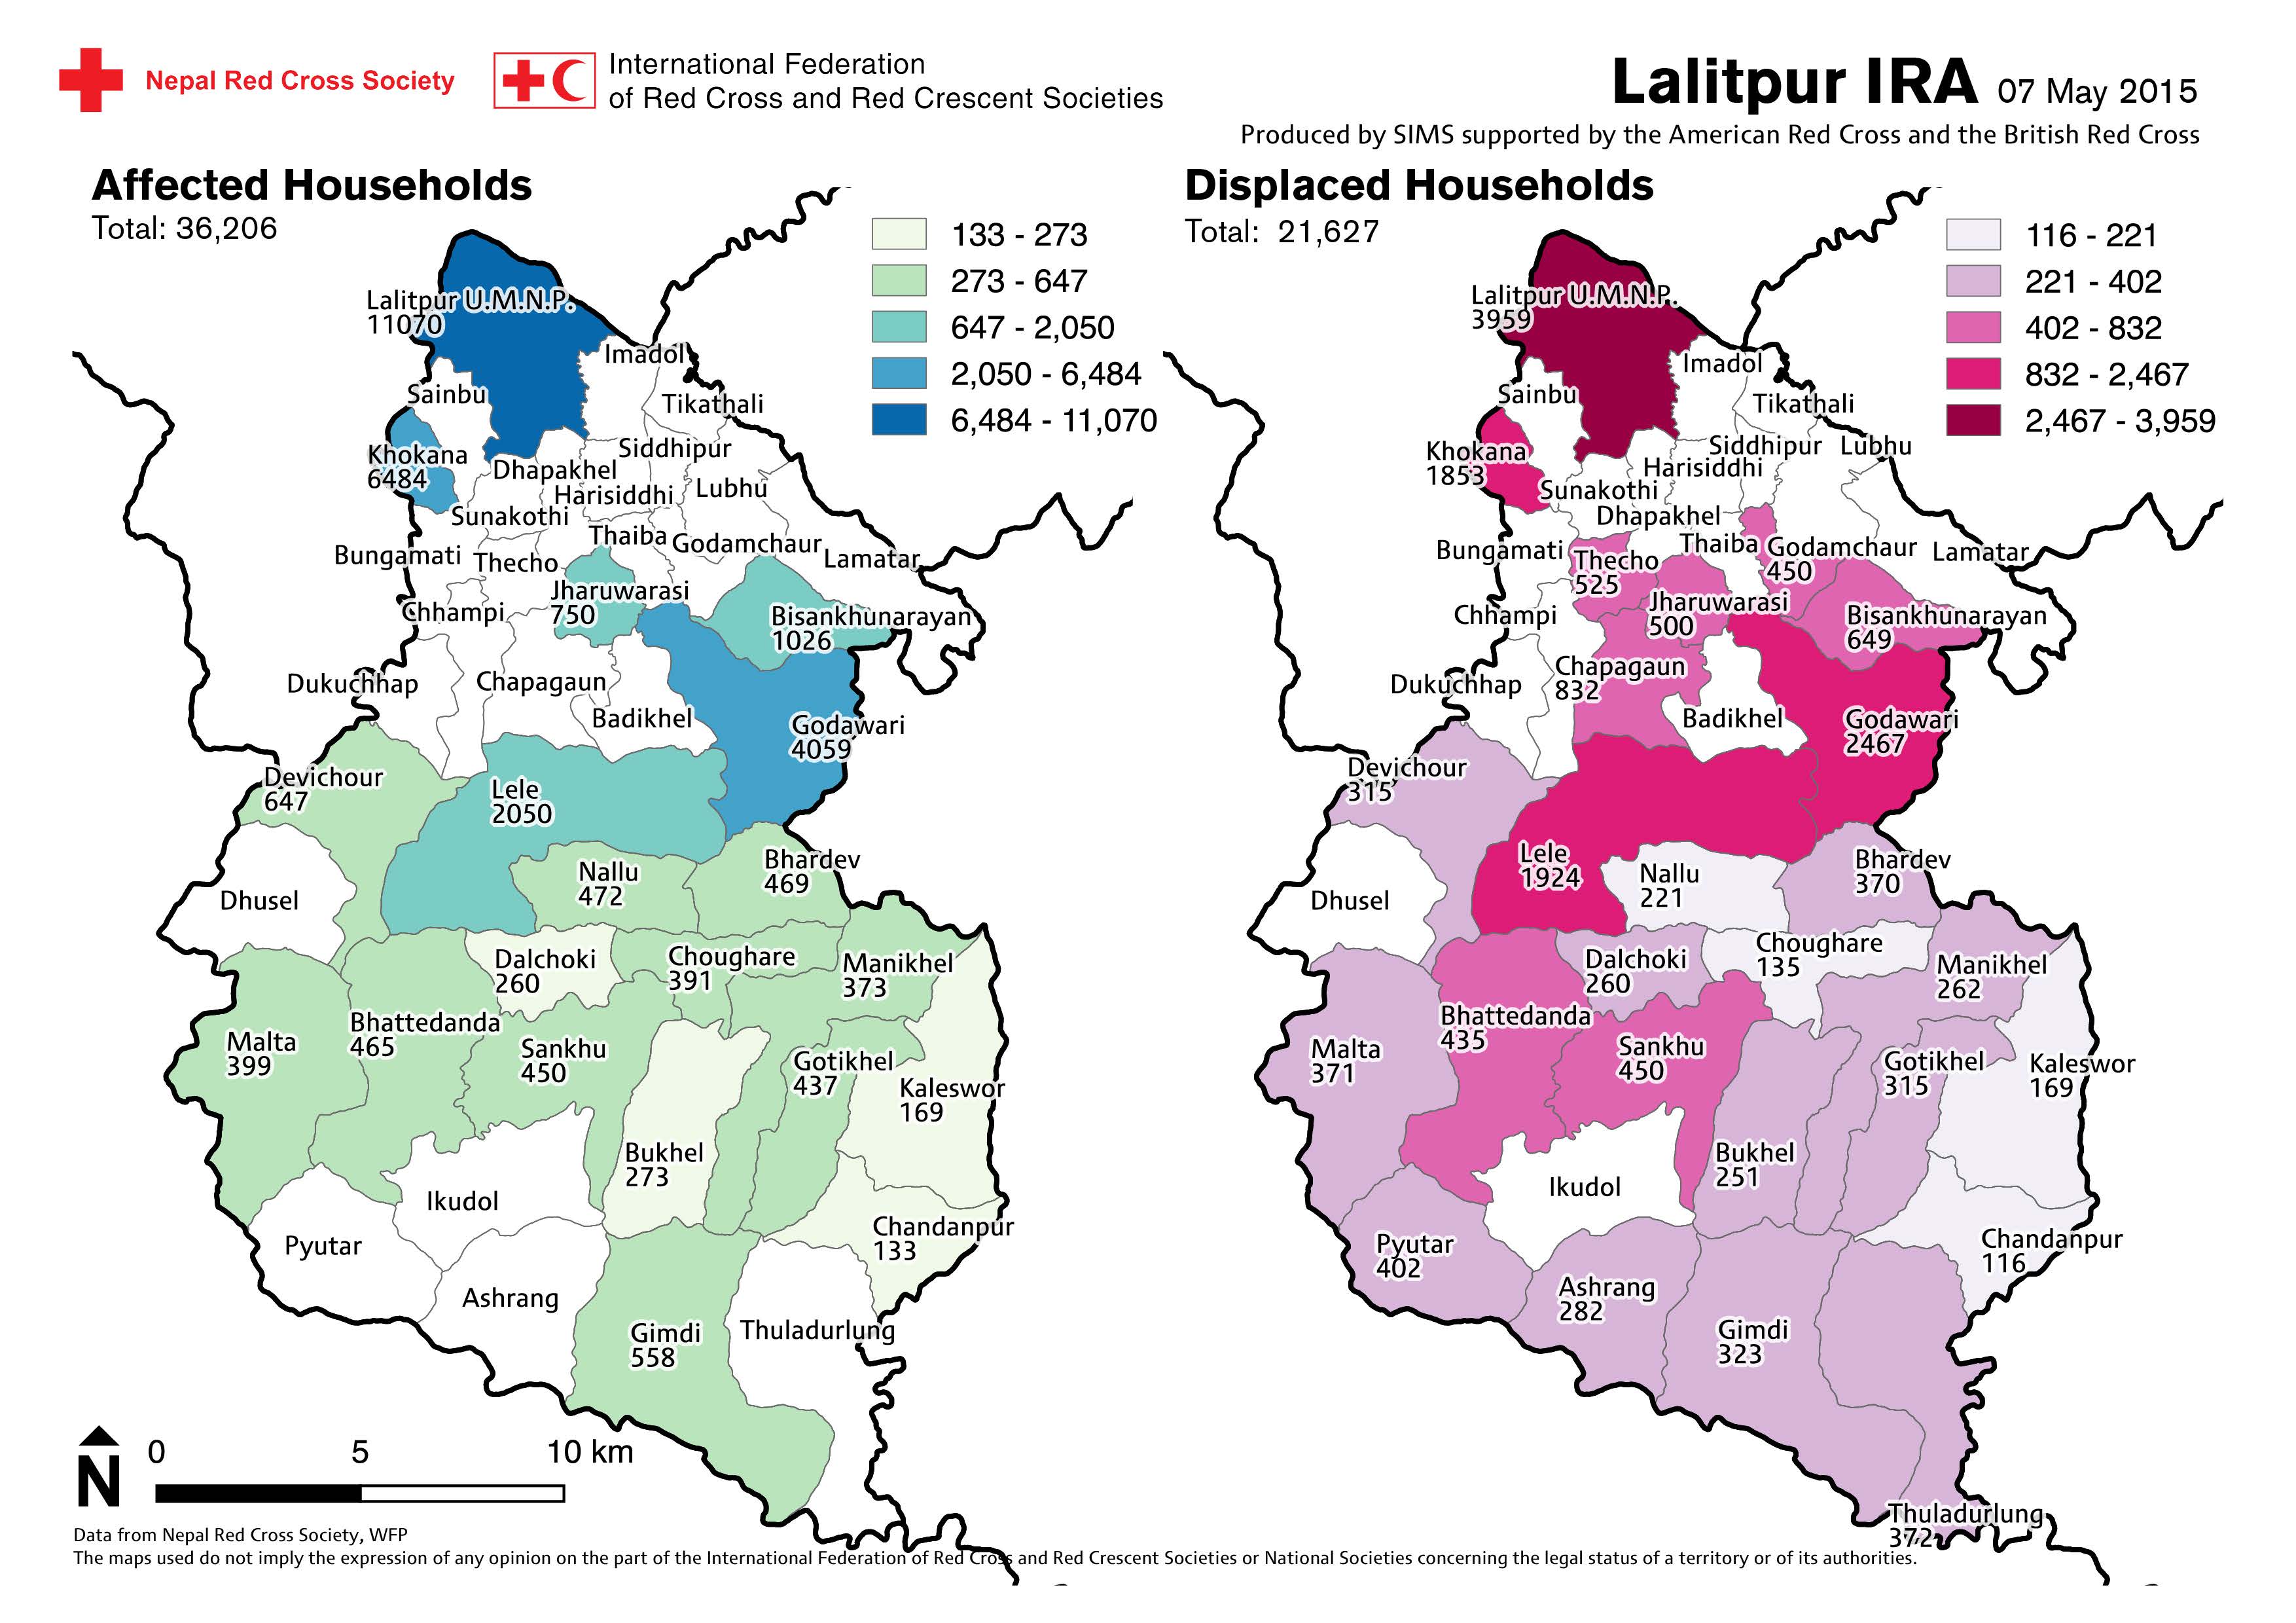 Nepal Red Cross Society
International Federation
of Red Cross and Red Crescent Societies
Lalitpur IRA 07 May 2015
Produced by SIMS supported by the American Red Cross and the British Red Cross
Affected Households
Total: 36,206
133 - 273
273 - 647
647 - 2,050
2,050 - 6,484
6,484 - 11,070
Lalitpur U.M.N.P.
11070
Imadol
Sainbu
Tikathali
Khokana
6484
Siddhipur
Dhapakhel
Harisiddhi
Lubhu
Sunakothi
Thaiba
Godamchaur
Bungamati
Thecho
Lamatar
Jharuwarasi
750
Chhampi
Bisankhunarayan
1026
Dukuchhap
Chapagaun
Badikhel
Godawari
4059
Devichour
647
Lele
2050
Nallu
472
Bhardev
469
Dhusel
Dalchoki
260
Choughare
391
Manikhel
373
Bhattedanda
465
Malta
399
Sankhu
450
Gotikhel
437
Kaleswor
169
Bukhel
273
Ikudol
Chandanpur
133
Pyutar
Ashrang
Gimdi
558
Thuladurlung
Displaced Households
Total: 21,627
116 - 221
221 - 402
402 - 832
832 - 2,467
2,467 - 3,959
Lalitpur U.M.N.P.
3959
Imadol
Sainbu
Tikathali
Khokana
1853
Siddhipur
Lubhu
Harisiddhi
Sunakothi
Dhapakhel
Bungamati
Thecho
525
Thaiba
Godamchaur
450
Lamatar
Jharuwarasi
500
Chhampi
Bisankhunarayan
649
Chapagaun
832
Dukuchhap
Badikhel
Godawari
2467
Devichour
315
Lele
1924
Nallu
221
Bhardev
370
Dhusel
Dalchoki
260
Choughare
135
Manikhel
262
Bhattedanda
435
Malta
371
Sankhu
450
Gotikhel
315
Kaleswor
169
Bukhel
251
Ikudol
Pyutar
402
Chandanpur
116
Ashrang
282
Gimdi
323
Thuladurlung
372
N
0 5 10 km
Data from Nepal Red Cross Society, WFP
The maps used do not imply the expression of any opinion on the part of the International Federation of Red Cross and Red Crescent Societies or National Societies concerning the legal status of a territory or of its authorities.